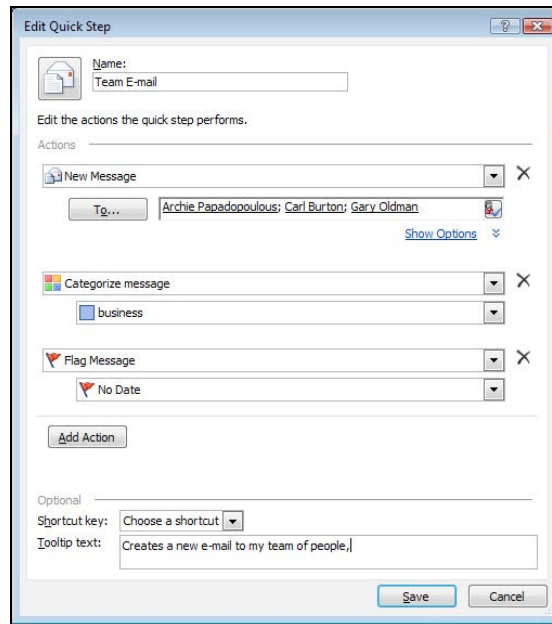 Edit Quick Step
Name:
Team E-mail
Edit the actions the quick step performs.
Actions
New Message
To... Archie Papadopoulous; Carl Burton; Gary Oldman
Show Options
Categorize message
business
Flag Message
No Date
Add Action
Optional
Shortcut key: Choose a shortcut
Tooltip text: Creates a new e-mail to my team of people,
Save Cancel